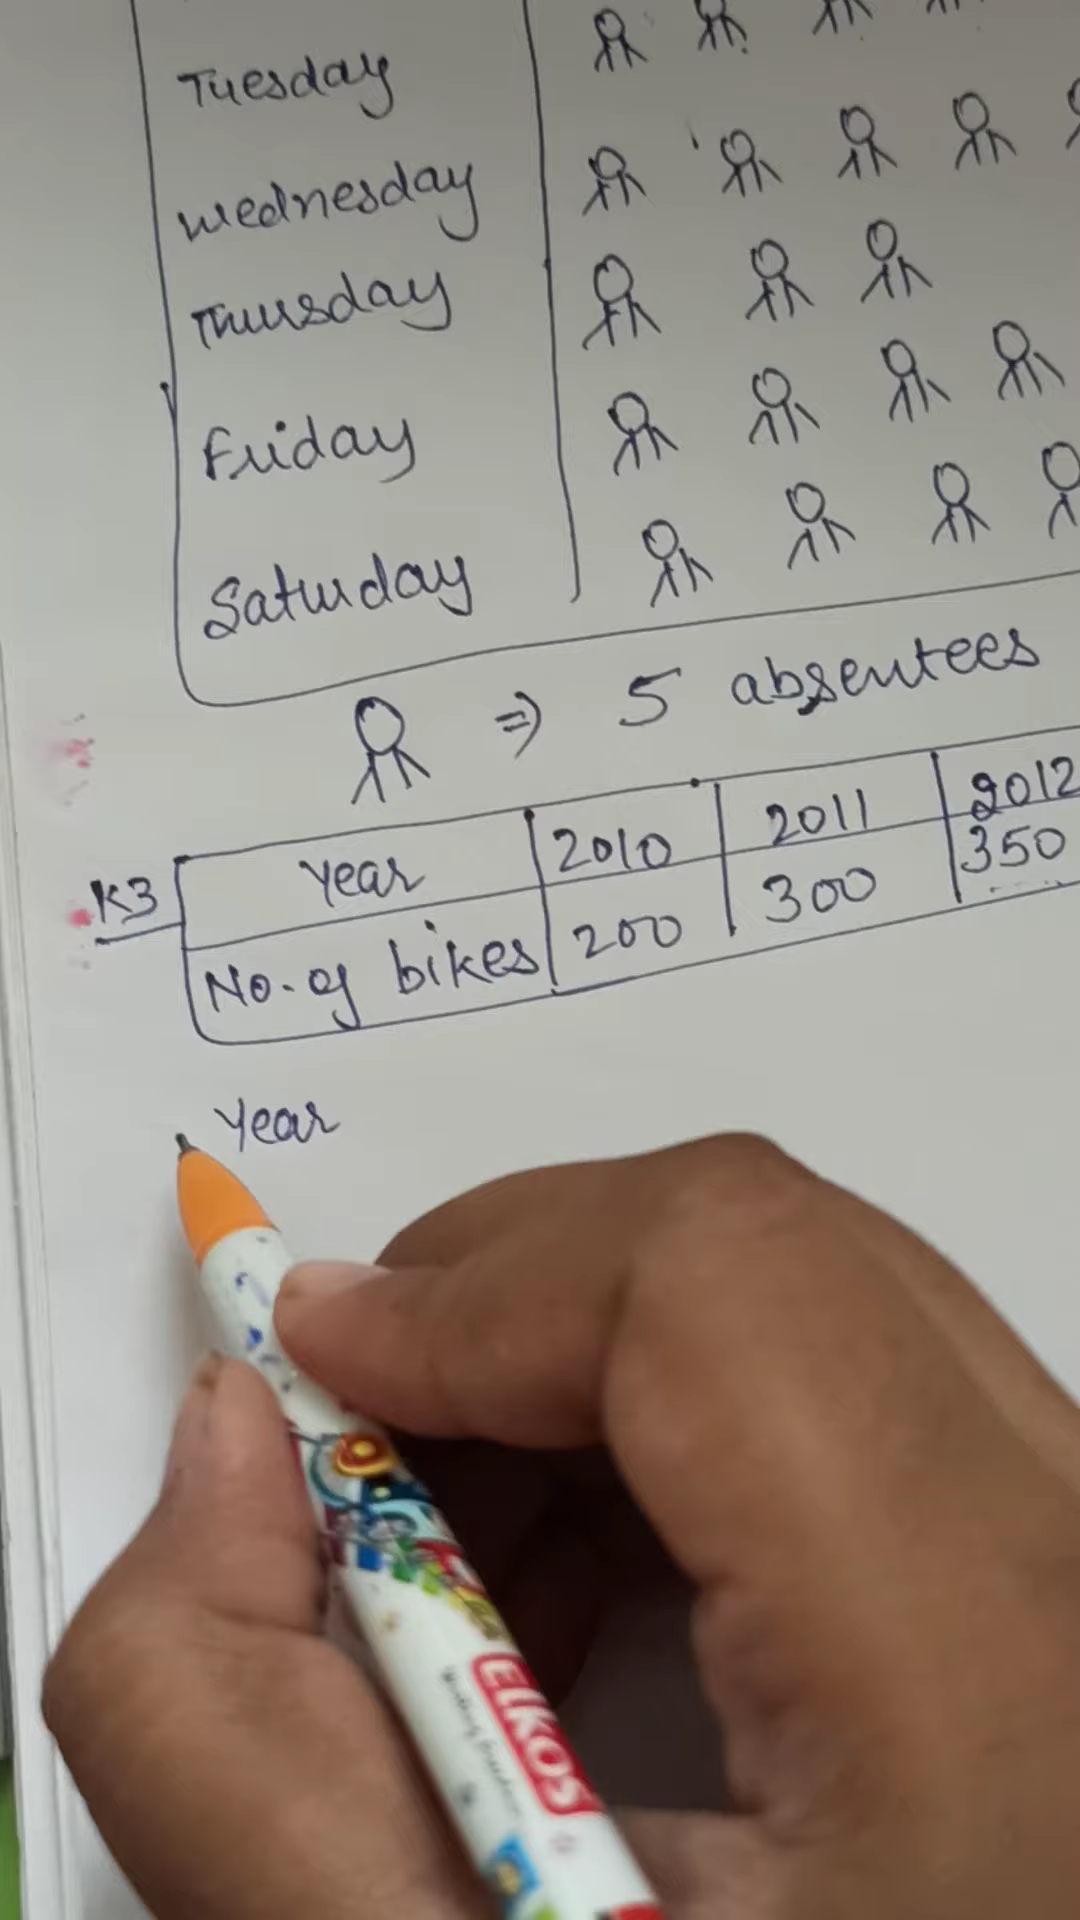 Tuesday
Wednesday
Thursday
Friday
Saturday
⇒ 5 absentees
K3
Year 2010 2011 2012
No. of bikes 200 300 350
Year
ELKOS